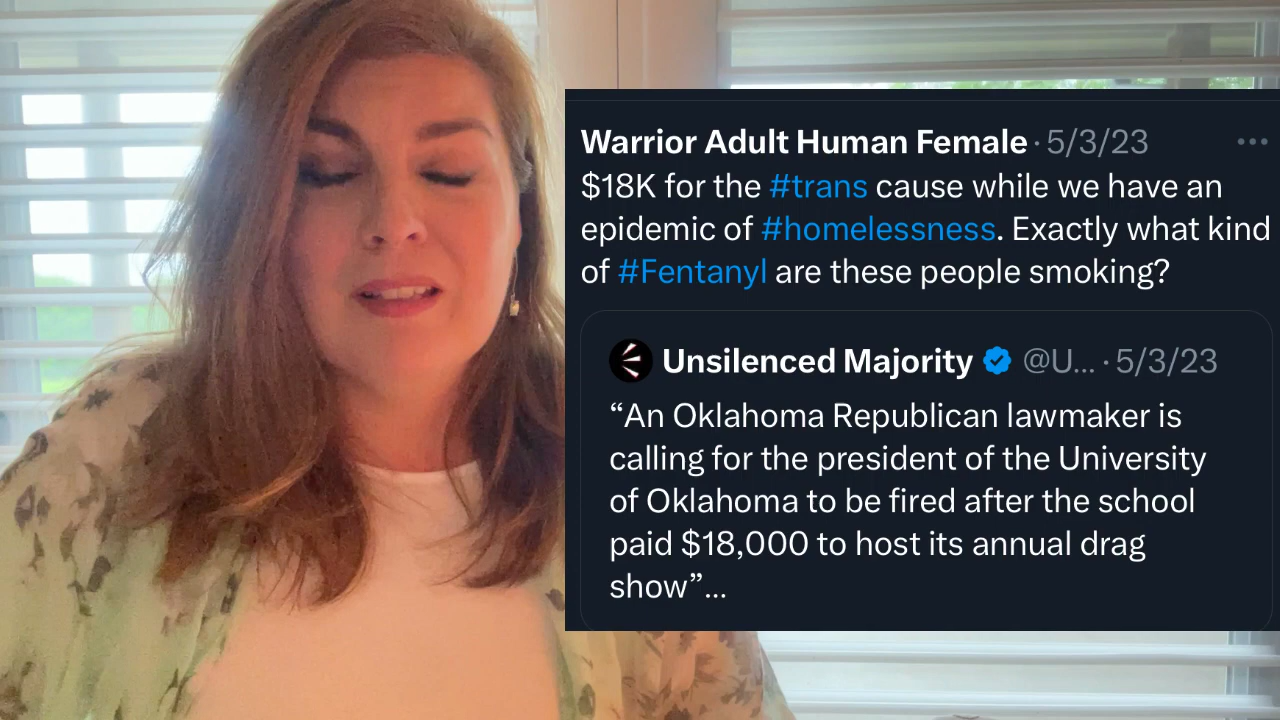 Warrior Adult Human Female · 5/3/23
$18K for the #trans cause while we have an
epidemic of #homelessness. Exactly what kind
of #Fentanyl are these people smoking?
Unsilenced Majority @U... · 5/3/23
“An Oklahoma Republican lawmaker is
calling for the president of the University
of Oklahoma to be fired after the school
paid $18,000 to host its annual drag
show”...